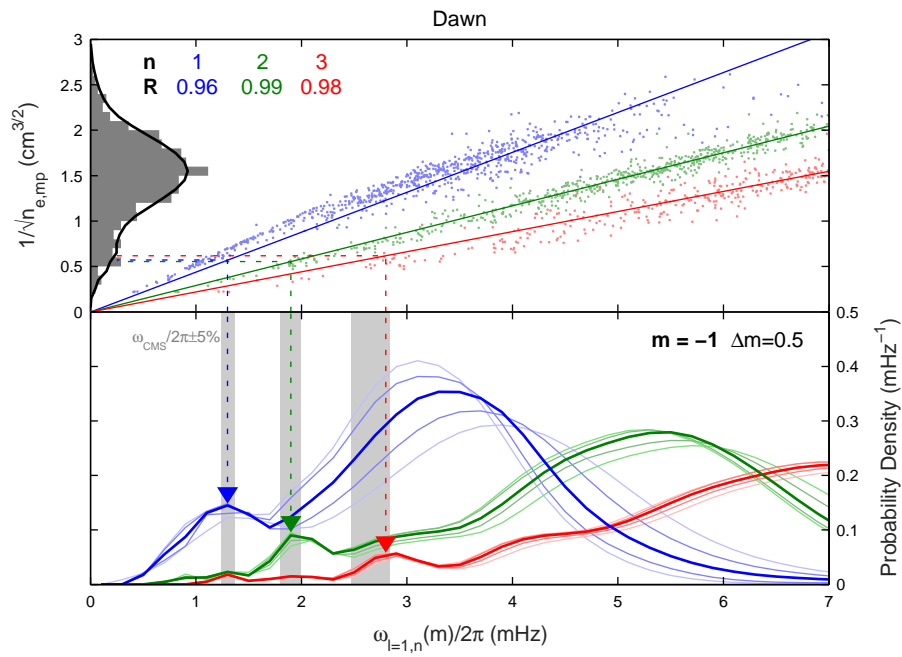 Dawn
3
2.5
2
1.5
1
0.5
0
1/√n_e,mp (cm^3/2)
n 1 2 3
R 0.96 0.99 0.98
ω_CMS/2π±5%
m = −1 Δm=0.5
0.5
0.4
0.3
0.2
0.1
0
Probability Density (mHz^−1)
0 1 2 3 4 5 6 7
ω_l=1,n(m)/2π (mHz)